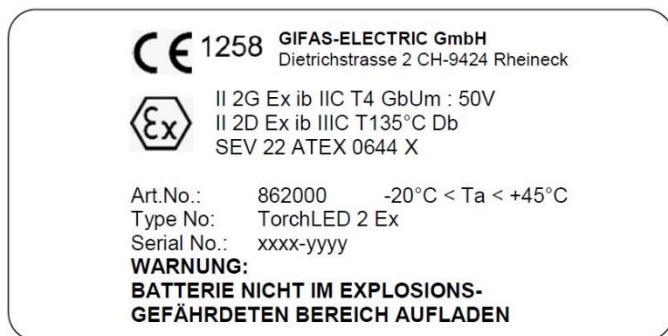 CE 1258 GIFAS-ELECTRIC GmbH
Dietrichstrasse 2 CH-9424 Rheineck
Ex
II 2G Ex ib IIC T4 GbUm : 50V
II 2D Ex ib IIIC T135°C Db
SEV 22 ATEX 0644 X
Art.No.: 862000 -20°C < Ta < +45°C
Type No: TorchLED 2 Ex
Serial No.: xxxx-yyyy
WARNUNG:
BATTERIE NICHT IM EXPLOSIONS-
GEFÄHRDETEN BEREICH AUFLADEN